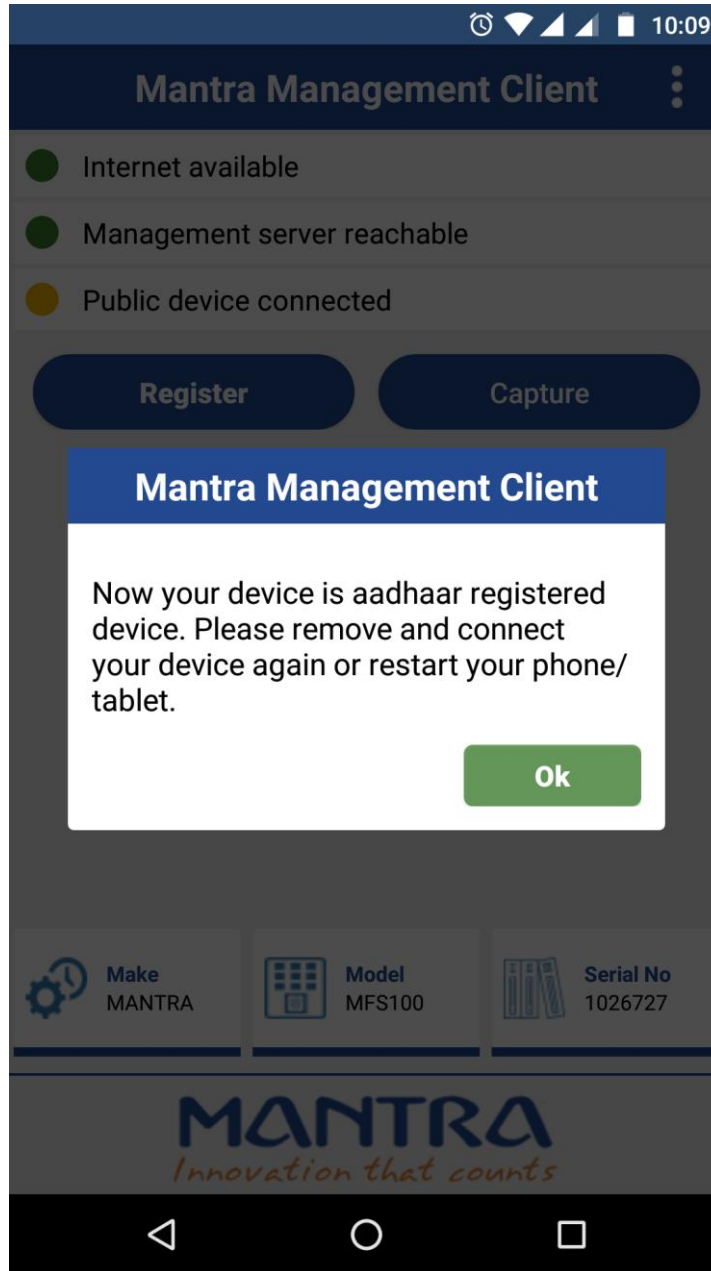 10:09
Mantra Management Client
Internet available
Management server reachable
Public device connected
Register
Capture
Mantra Management Client
Now your device is aadhaar registered
device. Please remove and connect
your device again or restart your phone/
tablet.
Ok
Make
MANTRA
Model
MFS100
Serial No
1026727
MANTRA
Innovation that counts